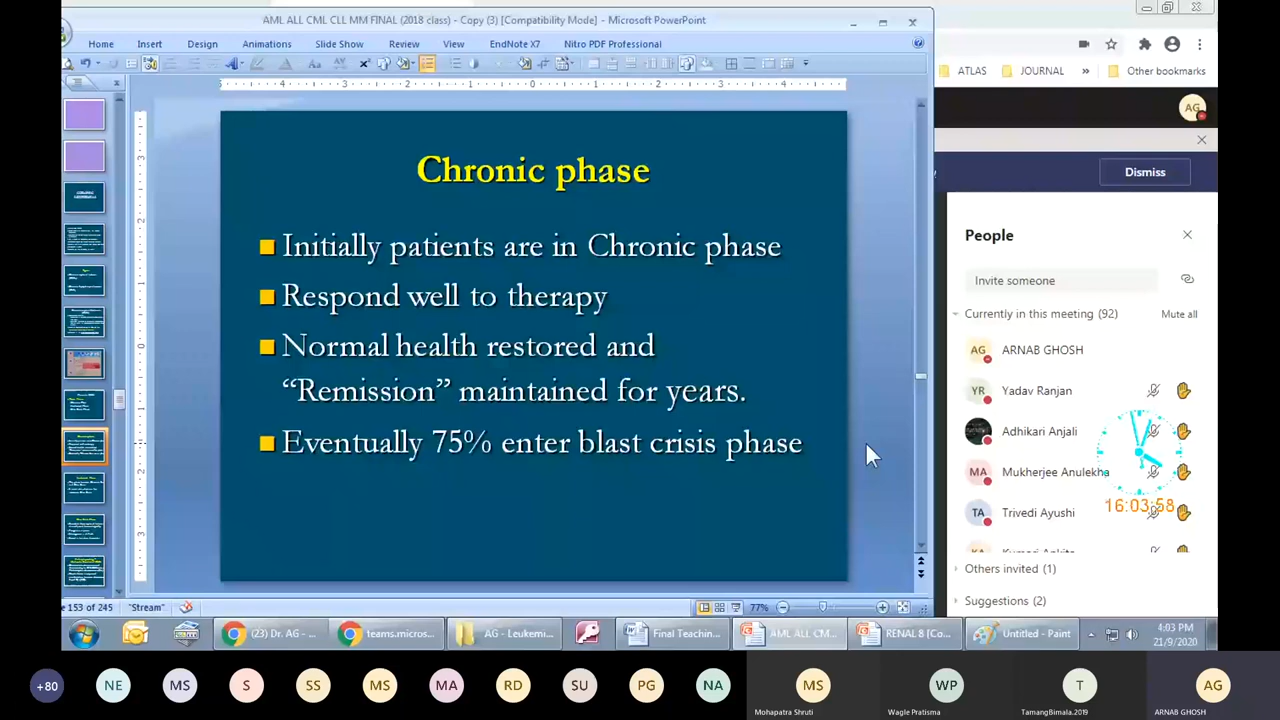 AML ALL CML CLL MM FINAL (2018 class) - Copy (3) [Compatibility Mode] - Microsoft PowerPoint
Home Insert Design Animations Slide Show Review View EndNote X7 Nitro PDF Professional
ATLAS JOURNAL » Other bookmarks
AG
Dismiss
Chronic phase
Initially patients are in Chronic phase
Respond well to therapy
Normal health restored and
“Remission” maintained for years.
Eventually 75% enter blast crisis phase
People
Invite someone
Currently in this meeting (92) Mute all
AG ARNAB GHOSH
YR Yadav Ranjan
Adhikari Anjali
MA Mukherjee Anulekha
TA Trivedi Ayushi
Kumari Ankita
16:03:58
Others invited (1)
Suggestions (2)
153 of 245 "Stream" 77%
(23) Dr. AG - ... teams.micros... AG - Leukem... Final Teachin... AML ALL CM... RENAL 8 [Co... Untitled - Paint
4:03 PM
21/9/2020
+80 NE MS S SS MS MA RD SU PG NA MS WP T AG
Mohapatra Shruti Wagle Pratisma TamangBimala.2019 ARNAB GHOSH